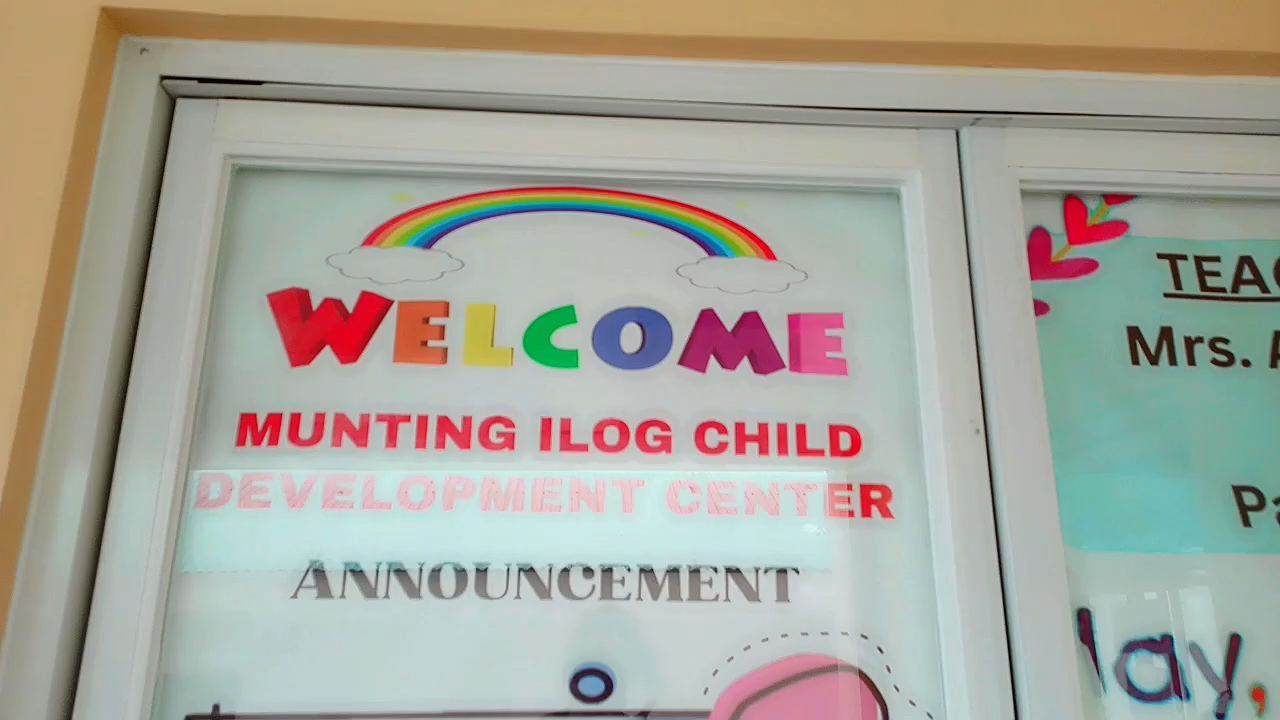 WELCOME
MUNTING ILOG CHILD
DEVELOPMENT CENTER
ANNOUNCEMENT
Mrs.